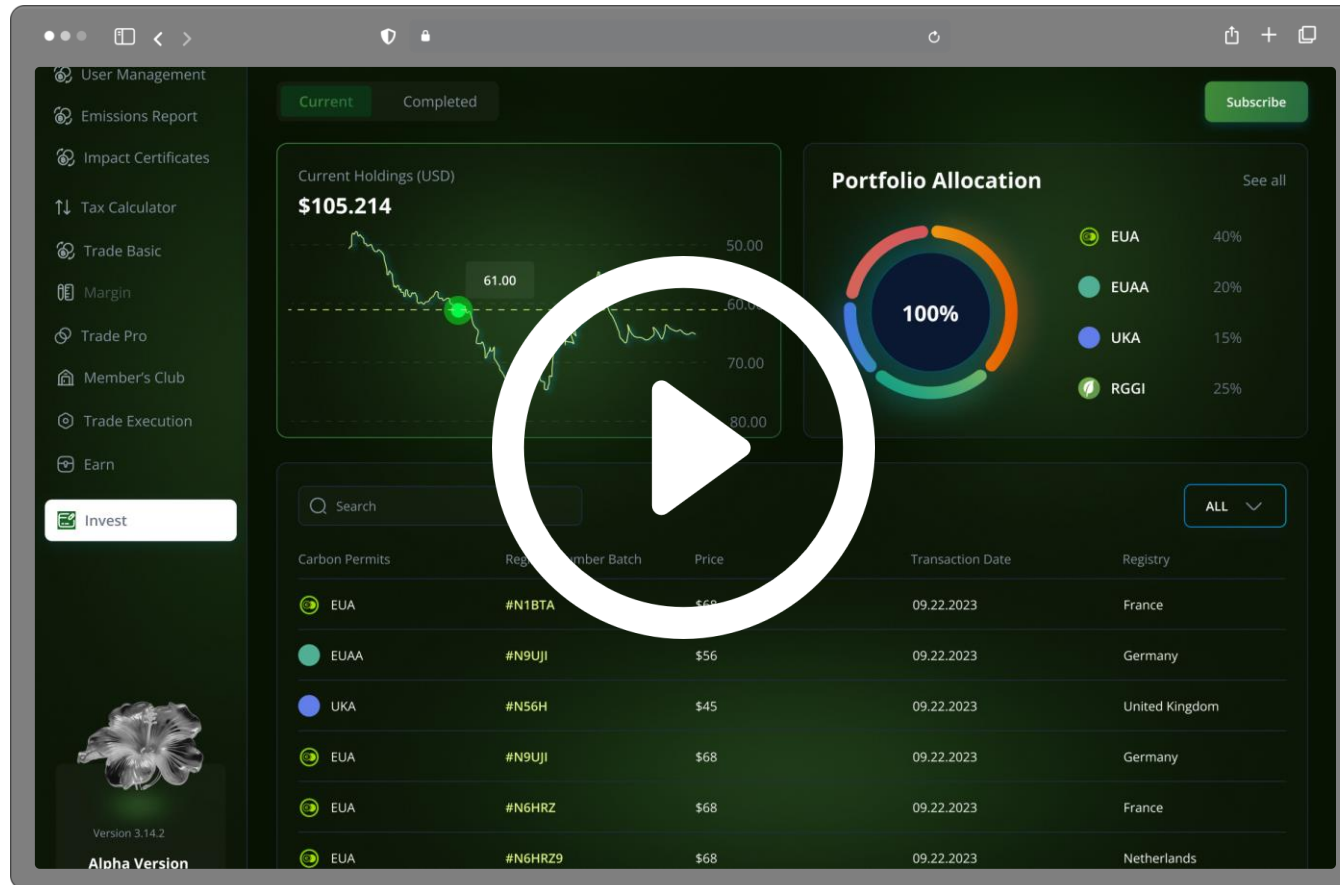 User Management
Emissions Report
Impact Certificates
Tax Calculator
Trade Basic
Margin
Trade Pro
Member's Club
Trade Execution
Earn
Invest
Version 3.14.2
Alpha Version
Current Completed
Subscribe
Current Holdings (USD)
$105.214
50.00
61.00
60.00
70.00
80.00
Portfolio Allocation See all
100%
EUA 40%
EUAA 20%
UKA 15%
RGGI 25%
Search
ALL
Carbon Permits Batch Price Transaction Date Registry
EUA #N1BTA 09.22.2023 France
EUAA #N9UJI $56 09.22.2023 Germany
UKA #N56H $45 09.22.2023 United Kingdom
EUA #N9UJI $68 09.22.2023 Germany
EUA #N6HRZ $68 09.22.2023 France
EUA #N6HRZ9 $68 09.22.2023 Netherlands